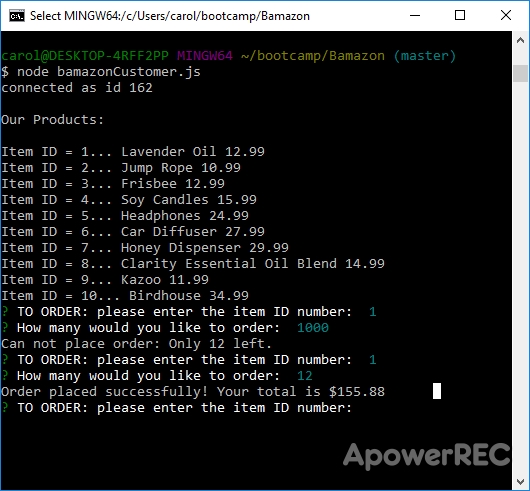 Select MINGW64:/c/Users/carol/bootcamp/Bamazon
carol@DESKTOP-4RFF2PP MINGW64 ~/bootcamp/Bamazon (master)
$ node bamazonCustomer.js
connected as id 162
Our Products:
Item ID = 1... Lavender Oil 12.99
Item ID = 2... Jump Rope 10.99
Item ID = 3... Frisbee 12.99
Item ID = 4... Soy Candles 15.99
Item ID = 5... Headphones 24.99
Item ID = 6... Car Diffuser 27.99
Item ID = 7... Honey Dispenser 29.99
Item ID = 8... Clarity Essential Oil Blend 14.99
Item ID = 9... Kazoo 11.99
Item ID = 10... Birdhouse 34.99
? TO ORDER: please enter the item ID number:  1
? How many would you like to order:  1000
Can not place order: Only 12 left.
? TO ORDER: please enter the item ID number:  1
? How many would you like to order:  12
Order placed successfully! Your total is $155.88
? TO ORDER: please enter the item ID number:
ApowerREC